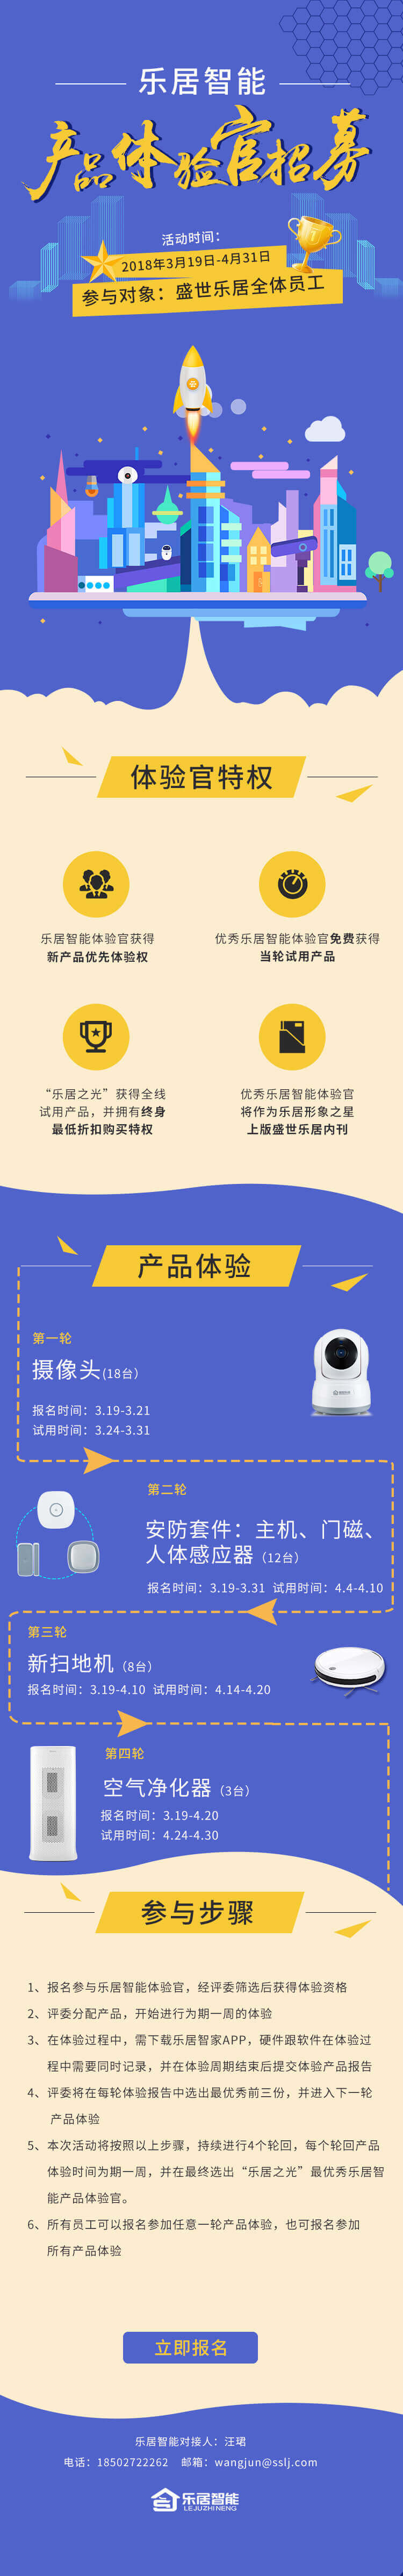 乐居智能
产品体验官招募
活动时间：
2018年3月19日-4月31日
参与对象：盛世乐居全体员工
体验官特权
乐居智能体验官获得
新产品优先体验权
优秀乐居智能体验官免费获得
当轮试用产品
“乐居之光”获得全线
试用产品，并拥有终身
最低折扣购买特权
优秀乐居智能体验官
将作为乐居形象之星
上版盛世乐居内刊
产品体验
第一轮
摄像头(18台）
报名时间：3.19-3.21
试用时间：3.24-3.31
第二轮
安防套件：主机、门磁、
人体感应器（12台）
报名时间：3.19-3.31 试用时间：4.4-4.10
第三轮
新扫地机（8台）
报名时间：3.19-4.10 试用时间：4.14-4.20
第四轮
空气净化器（3台）
报名时间：3.19-4.20
试用时间：4.24-4.30
参与步骤
1、报名参与乐居智能体验官，经评委筛选后获得体验资格
2、评委分配产品，开始进行为期一周的体验
3、在体验过程中，需下载乐居智家APP，硬件跟软件在体验过
程中需要同时记录，并在体验周期结束后提交体验产品报告
4、评委将在每轮体验报告中选出最优秀前三份，并进入下一轮
产品体验
5、本次活动将按照以上步骤，持续进行4个轮回，每个轮回产品
体验时间为期一周，并在最终选出“乐居之光”最优秀乐居智
能产品体验官。
6、所有员工可以报名参加任意一轮产品体验，也可报名参加
所有产品体验
立即报名
乐居智能对接人：汪珺
电话：18502722262 邮箱：wangjun@sslj.com
乐居智能
LEJUZHINENG